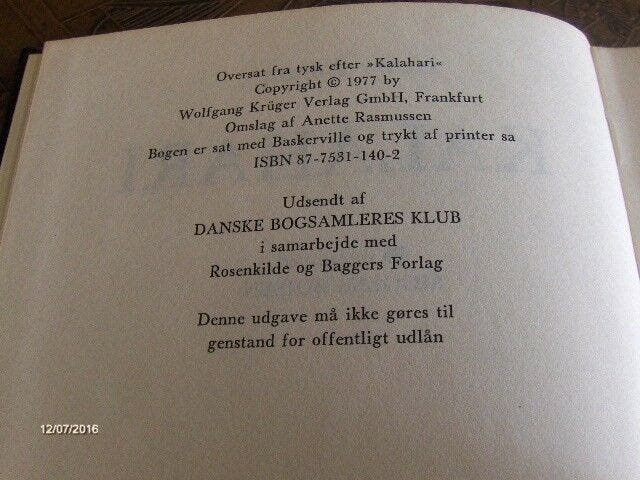 Oversat fra tysk efter »Kalahari«
Copyright © 1977 by
Wolfgang Krüger Verlag GmbH, Frankfurt
Omslag af Anette Rasmussen
Bogen er sat med Baskerville og trykt af printer sa
ISBN 87-7531-140-2
Udsendt af
DANSKE BOGSAMLERES KLUB
i samarbejde med
Rosenkilde og Baggers Forlag
Denne udgave må ikke gøres til
genstand for offentligt udlån
12/07/2016